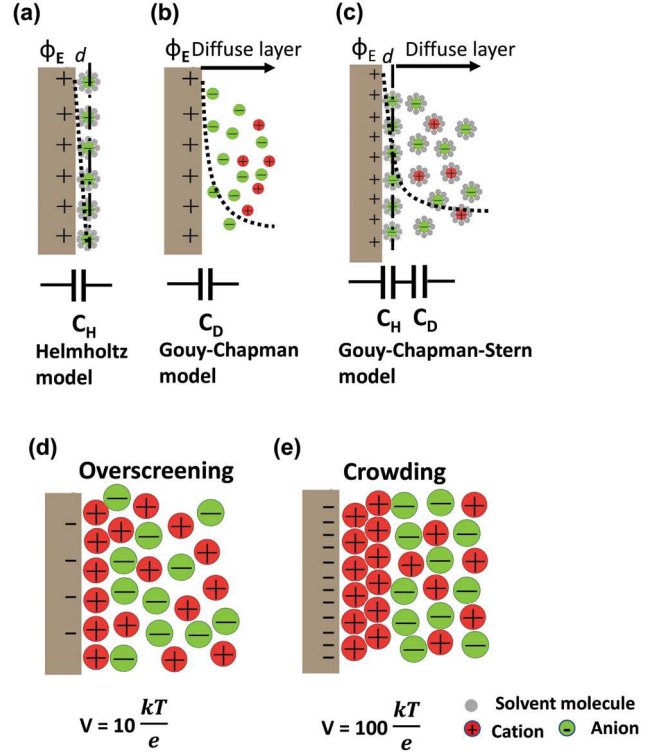 (a)
(b)
(c)
ΦE d
ΦE Diffuse layer
ΦE d Diffuse layer
CH
CD
CH CD
Helmholtz
model
Gouy-Chapman
model
Gouy-Chapman-Stern
model
(d)
Overscreening
(e)
Crowding
V = 10 kT/e
V = 100 kT/e
Solvent molecule
+ Cation - Anion